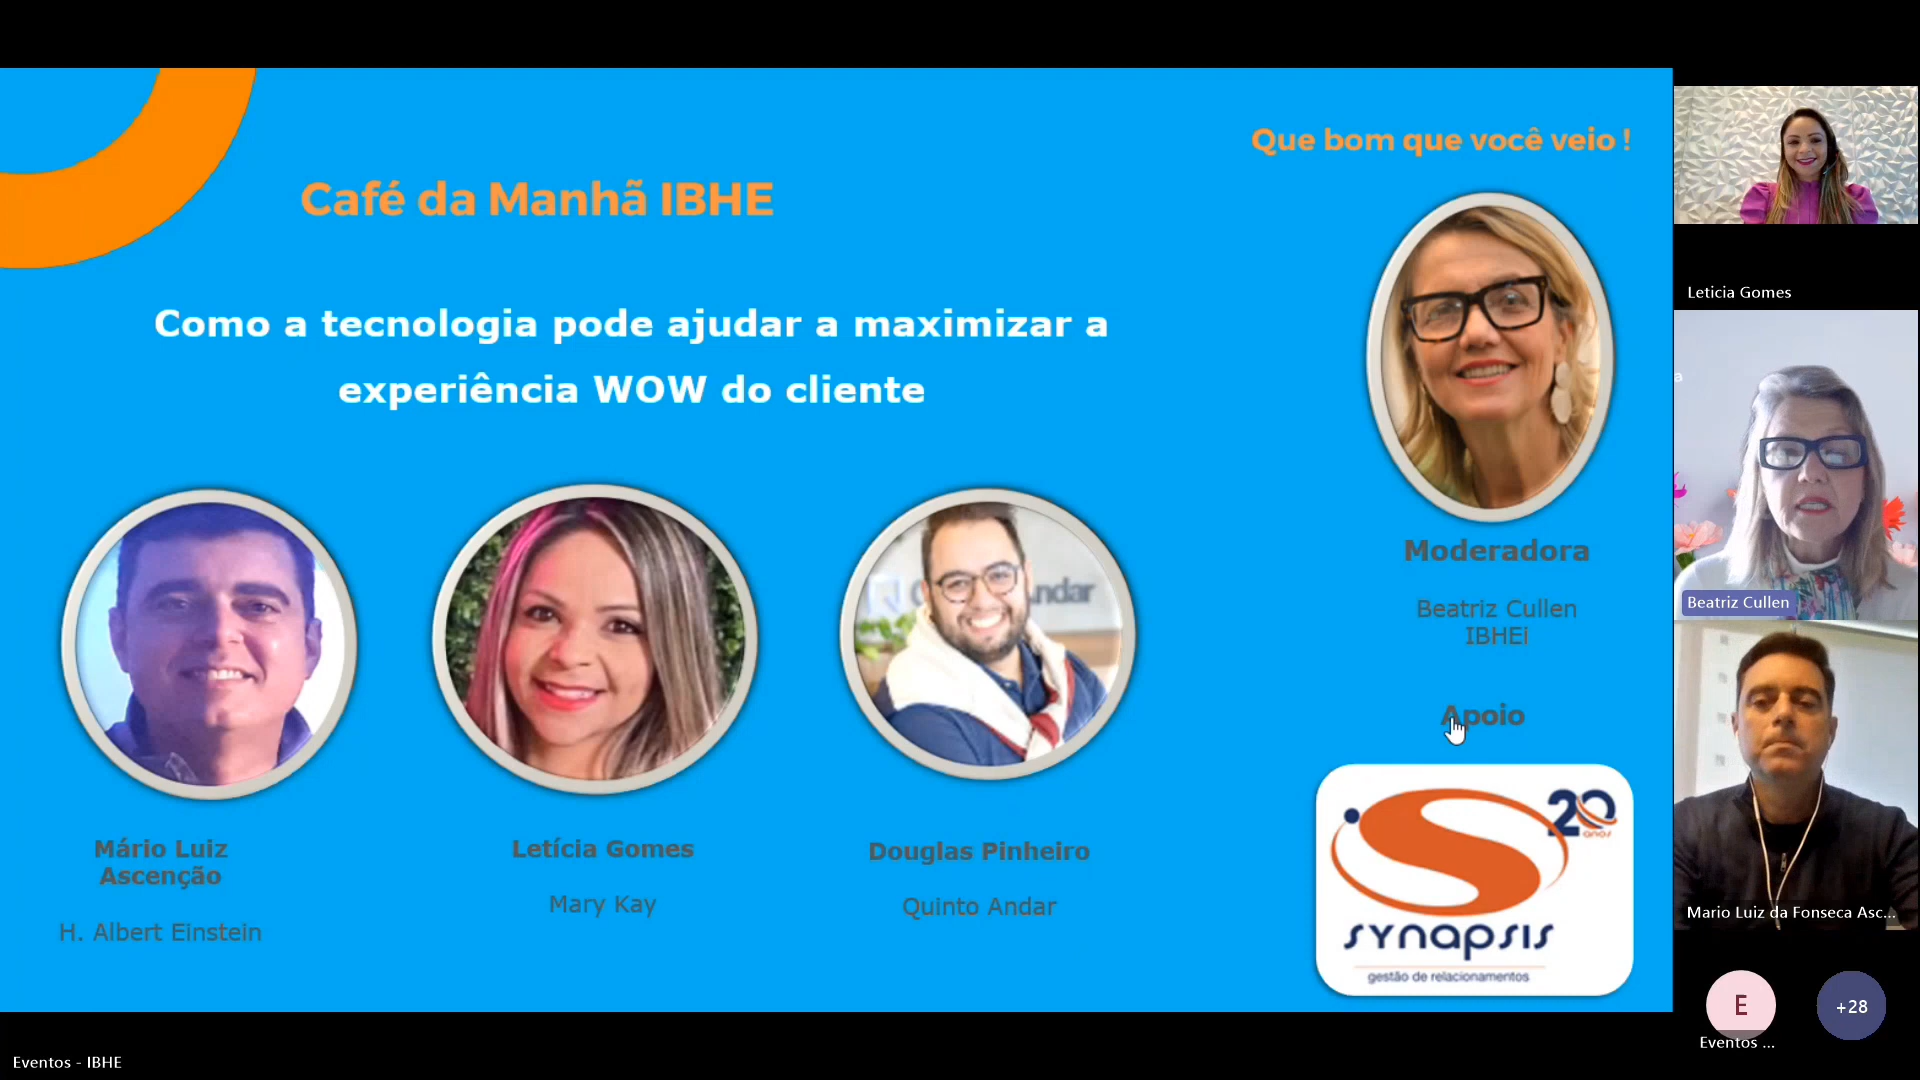 Que bom que você veio !
Café da Manhã IBHE
Como a tecnologia pode ajudar a maximizar a
experiência WOW do cliente
Moderadora
Beatriz Cullen
IBHEi
Apoio
20
anos
synapsis
gestão de relacionamentos
Mário Luiz
Ascenção
H. Albert Einstein
Letícia Gomes
Mary Kay
Andar
Douglas Pinheiro
Quinto Andar
Leticia Gomes
a
Beatriz Cullen
Mario Luiz da Fonseca Asc...
E
+28
Eventos ...
Eventos - IBHE